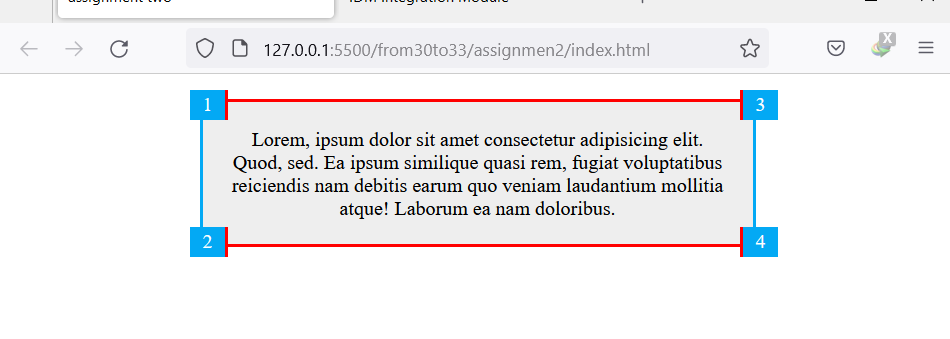 assignment two
IDM Integration Module
127.0.0.1:5500/from30to33/assignmen2/index.html
X
1
3
Lorem, ipsum dolor sit amet consectetur adipisicing elit.
Quod, sed. Ea ipsum similique quasi rem, fugiat voluptatibus
reiciendis nam debitis earum quo veniam laudantium mollitia
atque! Laborum ea nam doloribus.
2
4